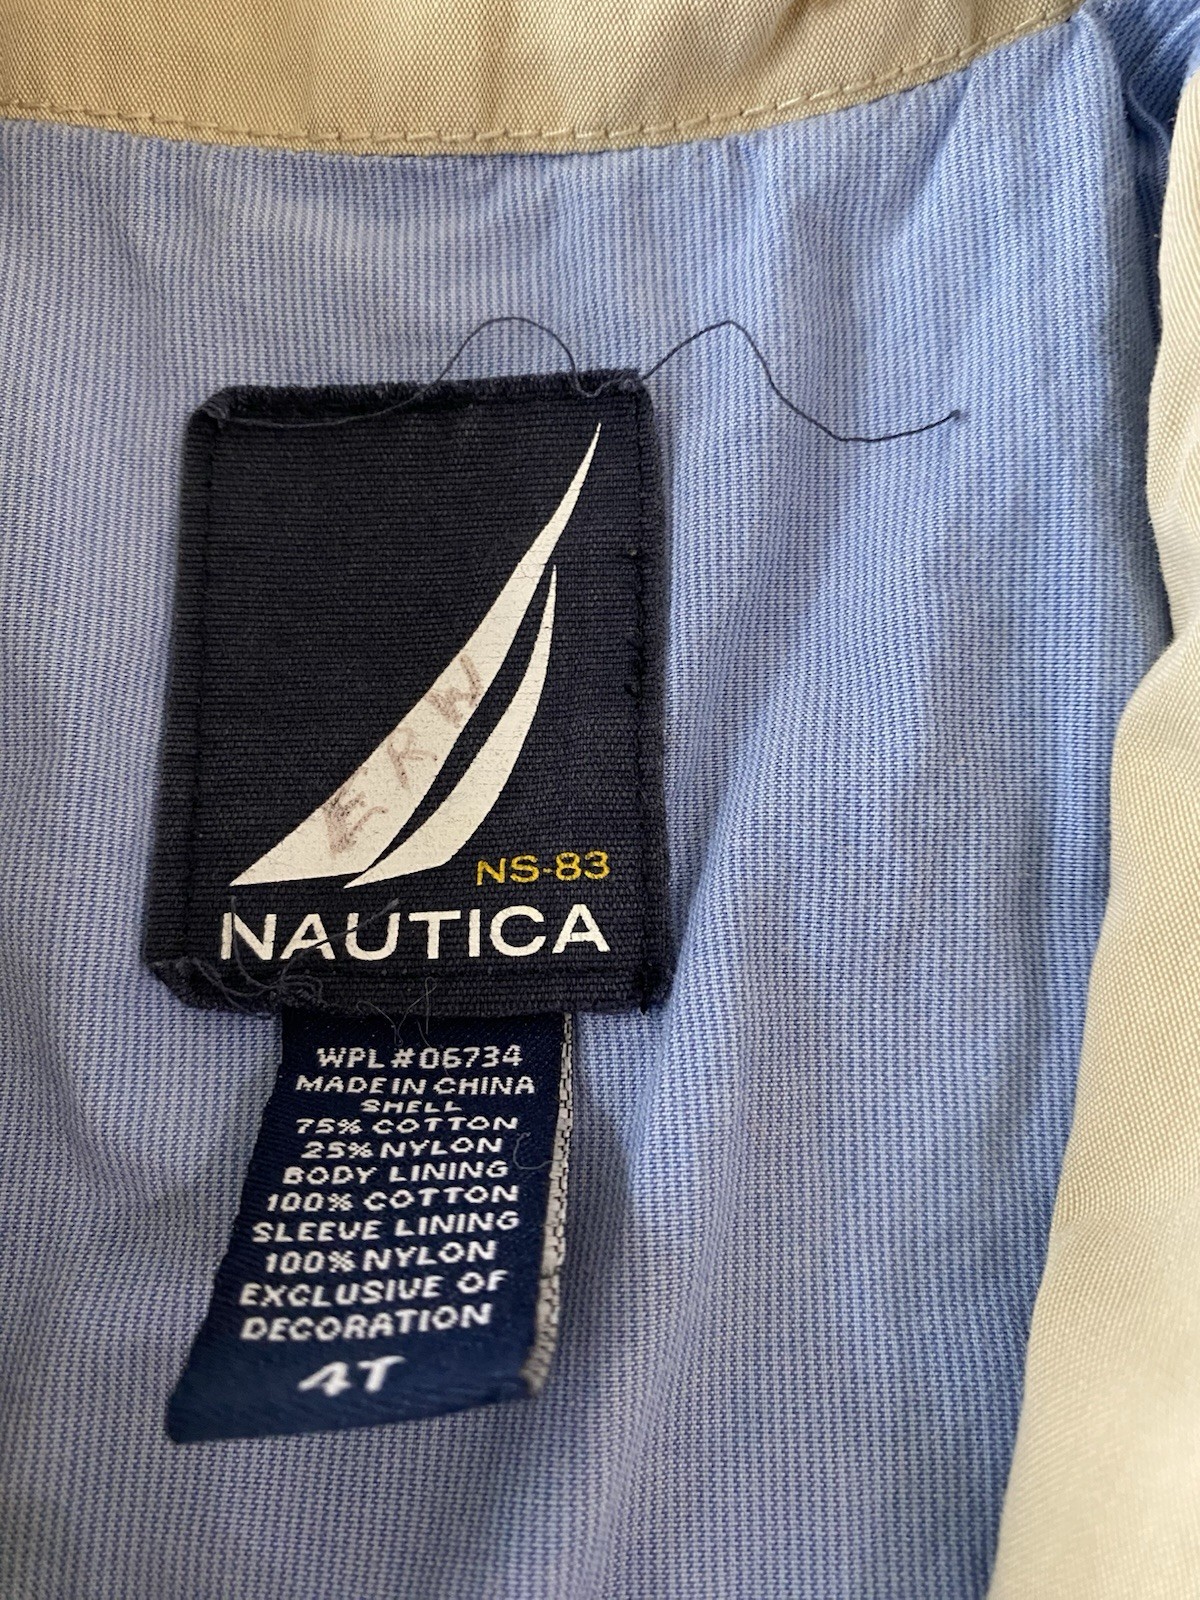 ERW
NS-83
NAUTICA
WPL #06734
MADE IN CHINA
SHELL
75% COTTON
25% NYLON
BODY LINING
100% COTTON
SLEEVE LINING
100% NYLON
EXCLUSIVE OF
DECORATION
4T